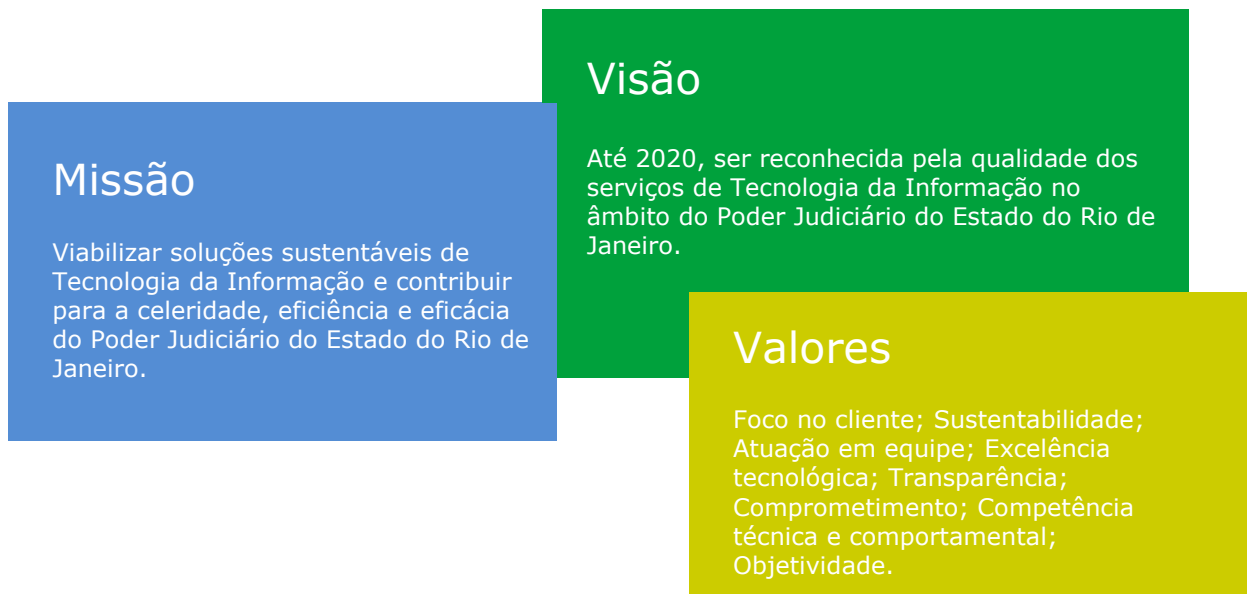 Missão
Viabilizar soluções sustentáveis de
Tecnologia da Informação e contribuir
para a celeridade, eficiência e eficácia
do Poder Judiciário do Estado do Rio de
Janeiro.
Visão
Até 2020, ser reconhecida pela qualidade dos
serviços de Tecnologia da Informação no
âmbito do Poder Judiciário do Estado do Rio de
Janeiro.
Valores
Foco no cliente; Sustentabilidade;
Atuação em equipe; Excelência
tecnológica; Transparência;
Comprometimento; Competência
técnica e comportamental;
Objetividade.